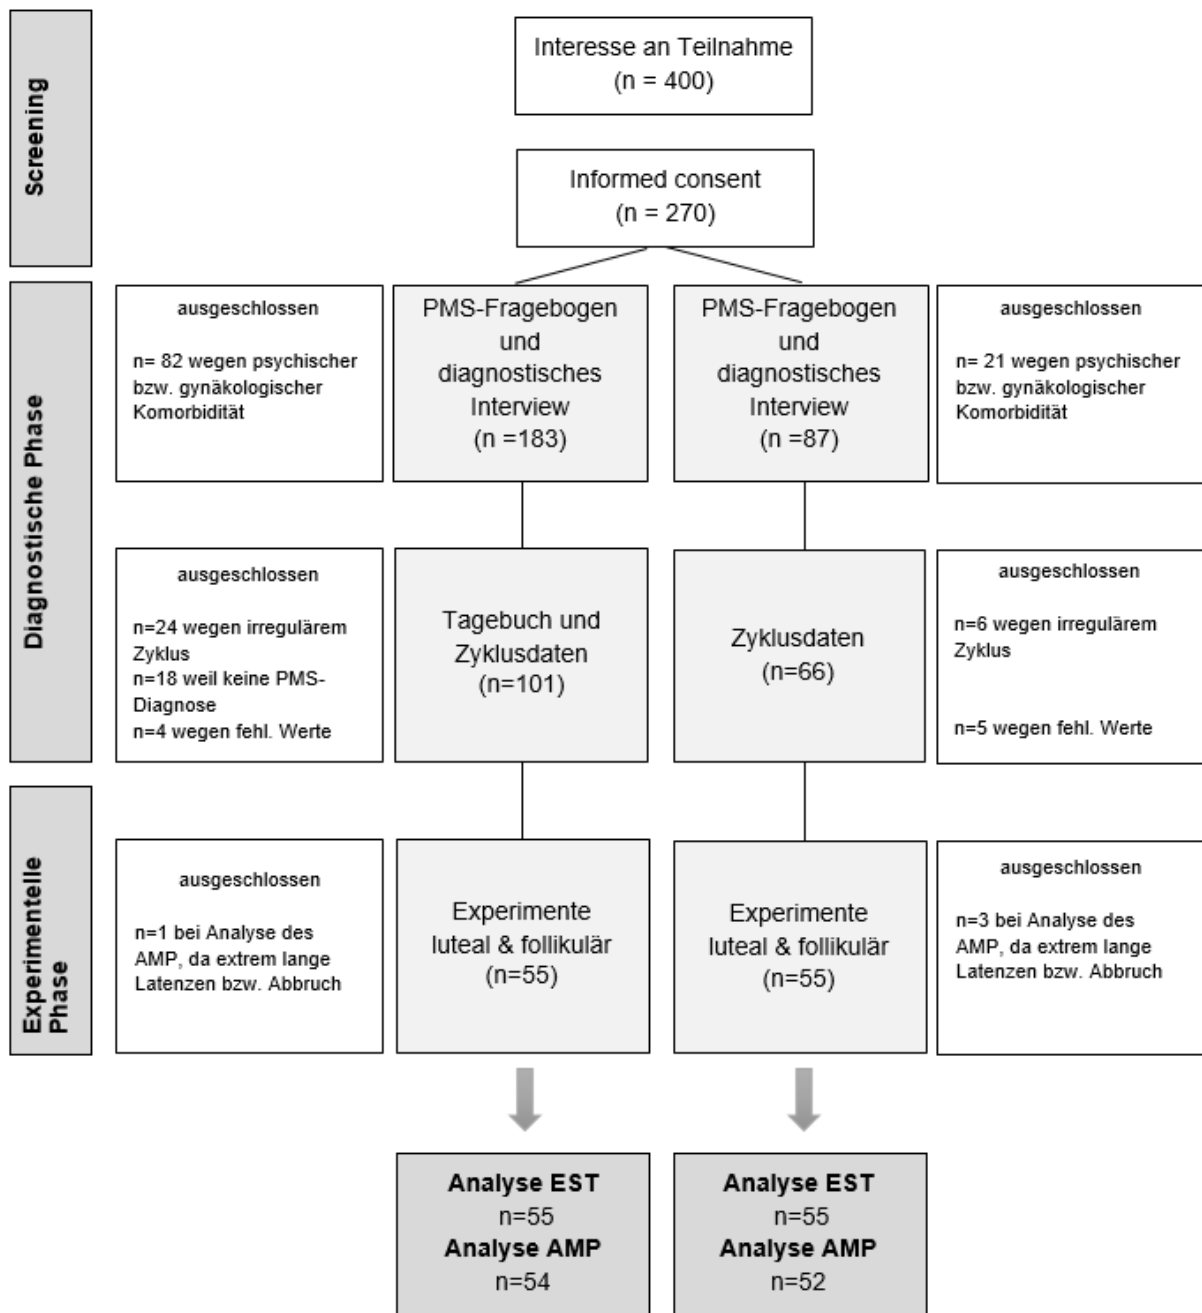 Screening
Interesse an Teilnahme
(n = 400)
Informed consent
(n = 270)
Diagnostische Phase
ausgeschlossen
n= 82 wegen psychischer
bzw. gynäkologischer
Komorbidität
PMS-Fragebogen
und
diagnostisches
Interview
(n =183)
PMS-Fragebogen
und
diagnostisches
Interview
(n =87)
ausgeschlossen
n= 21 wegen psychischer
bzw. gynäkologischer
Komorbidität
ausgeschlossen
n=24 wegen irregulärem
Zyklus
n=18 weil keine PMS-
Diagnose
n=4 wegen fehl. Werte
Tagebuch und
Zyklusdaten
(n=101)
Zyklusdaten
(n=66)
ausgeschlossen
n=6 wegen irregulärem
Zyklus
n=5 wegen fehl. Werte
Experimentelle
Phase
ausgeschlossen
n=1 bei Analyse des
AMP, da extrem lange
Latenzen bzw. Abbruch
Experimente
luteal & follikulär
(n=55)
Experimente
luteal & follikulär
(n=55)
ausgeschlossen
n=3 bei Analyse des
AMP, da extrem lange
Latenzen bzw. Abbruch
Analyse EST
n=55
Analyse AMP
n=54
Analyse EST
n=55
Analyse AMP
n=52